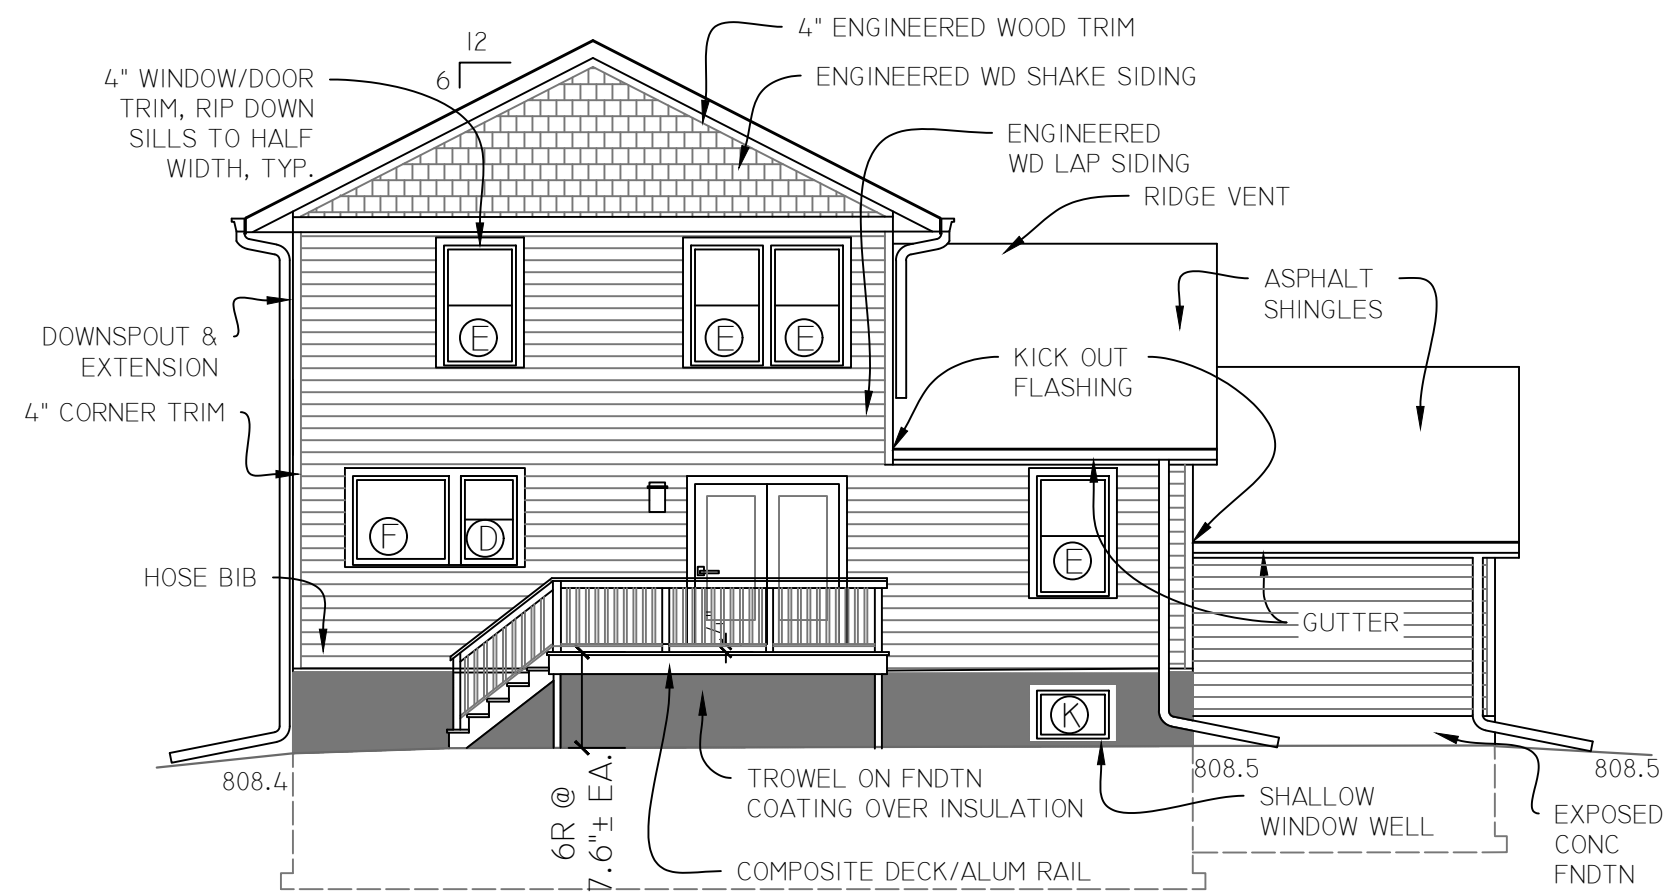 12
6
4" WINDOW/DOOR
TRIM, RIP DOWN
SILLS TO HALF
WIDTH, TYP.
4" ENGINEERED WOOD TRIM
ENGINEERED WD SHAKE SIDING
ENGINEERED
WD LAP SIDING
RIDGE VENT
ASPHALT
SHINGLES
DOWNSPOUT &
EXTENSION
E
E
E
KICK OUT
FLASHING
4" CORNER TRIM
F
D
E
HOSE BIB
GUTTER
K
808.4
808.5
808.5
6R @
7.6"± EA.
TROWEL ON FNDTN
COATING OVER INSULATION
SHALLOW
WINDOW WELL
EXPOSED
CONC
FNDTN
COMPOSITE DECK/ALUM RAIL